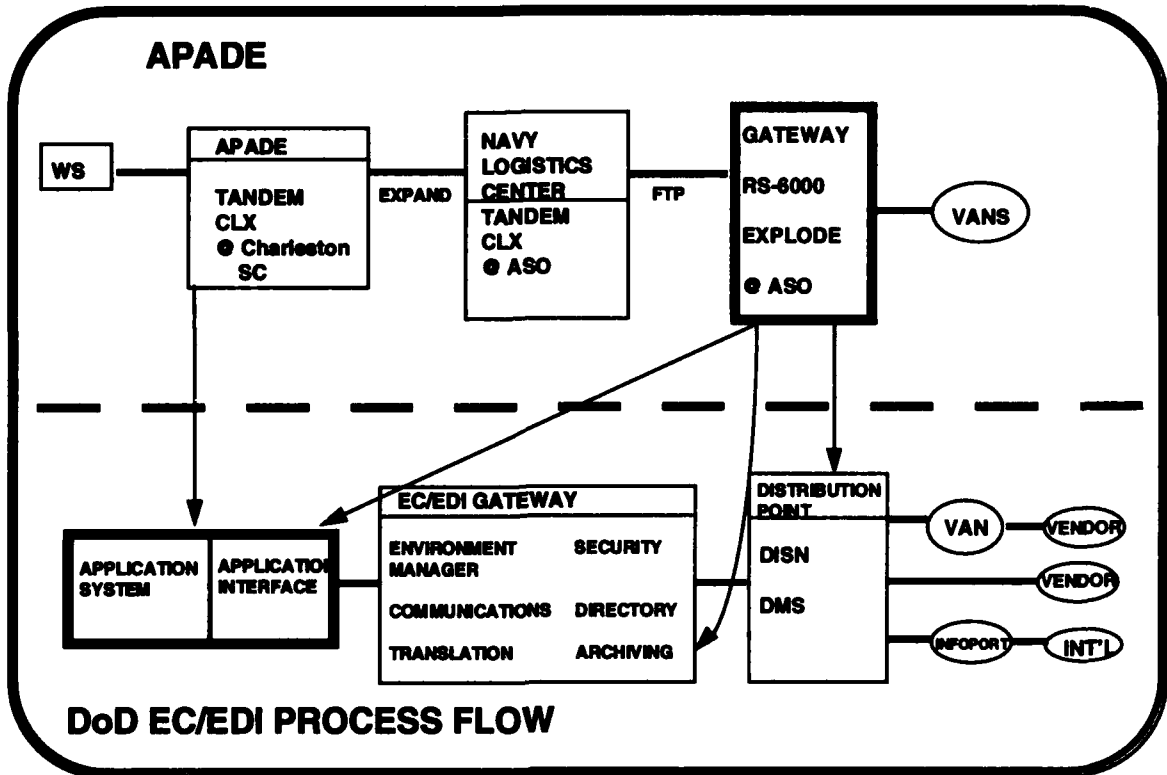 APADE
WS
APADE
TANDEM
CLX
@ Charleston
SC
EXPAND
NAVY
LOGISTICS
CENTER
TANDEM
CLX
@ ASO
FTP
GATEWAY
RS-6000
EXPLODE
@ ASO
VANS
APPLICATION
SYSTEM
APPLICATION
INTERFACE
EC/EDI GATEWAY
ENVIRONMENT
MANAGER
COMMUNICATIONS
TRANSLATION
SECURITY
DIRECTORY
ARCHIVING
DISTRIBUTION
POINT
DISN
DMS
VAN
VENDOR
VENDOR
INFOPORT
INT'L
DoD EC/EDI PROCESS FLOW